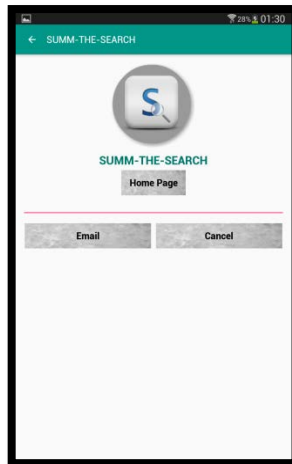 28% 01:30
SUMM-THE-SEARCH
S
SUMM-THE-SEARCH
Home Page
Email Cancel